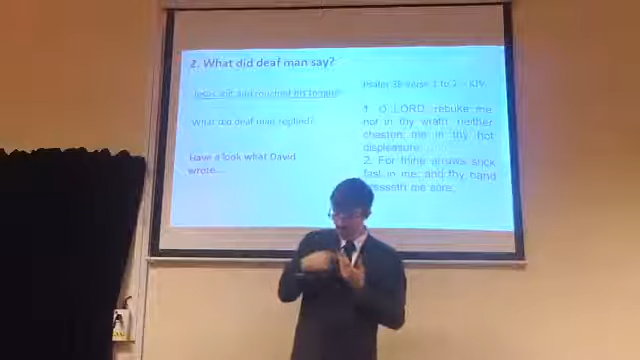 2. What did deaf man say?
Jesus spit and touched his tongue?
What did deaf man replied?
Have a look what David
wrote....
Psalm 38 verse 1 to 2 - KJV
1. O LORD, rebuke me
not in thy wrath: neither
chasten me in thy hot
displeasure.
2. For thine arrows stick
fast in me, and thy hand
presseth me sore.